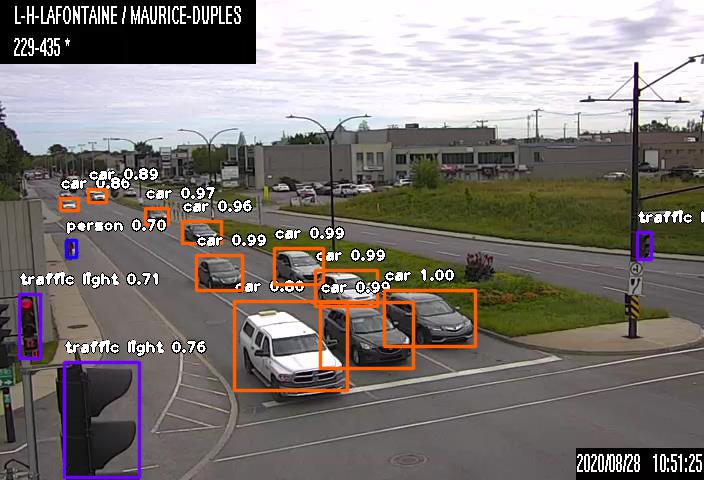 L-H-LAFONTAINE / MAURICE-DUPLES
229-435 *
car 0.89
car 0.86
car 0.97
car 0.96
person 0.70
traffic l
car 0.99
car 0.99
car 0.99
traffic light 0.71
car 1.00
car 0.99
traffic light 0.76
2020/08/28 10:51:25